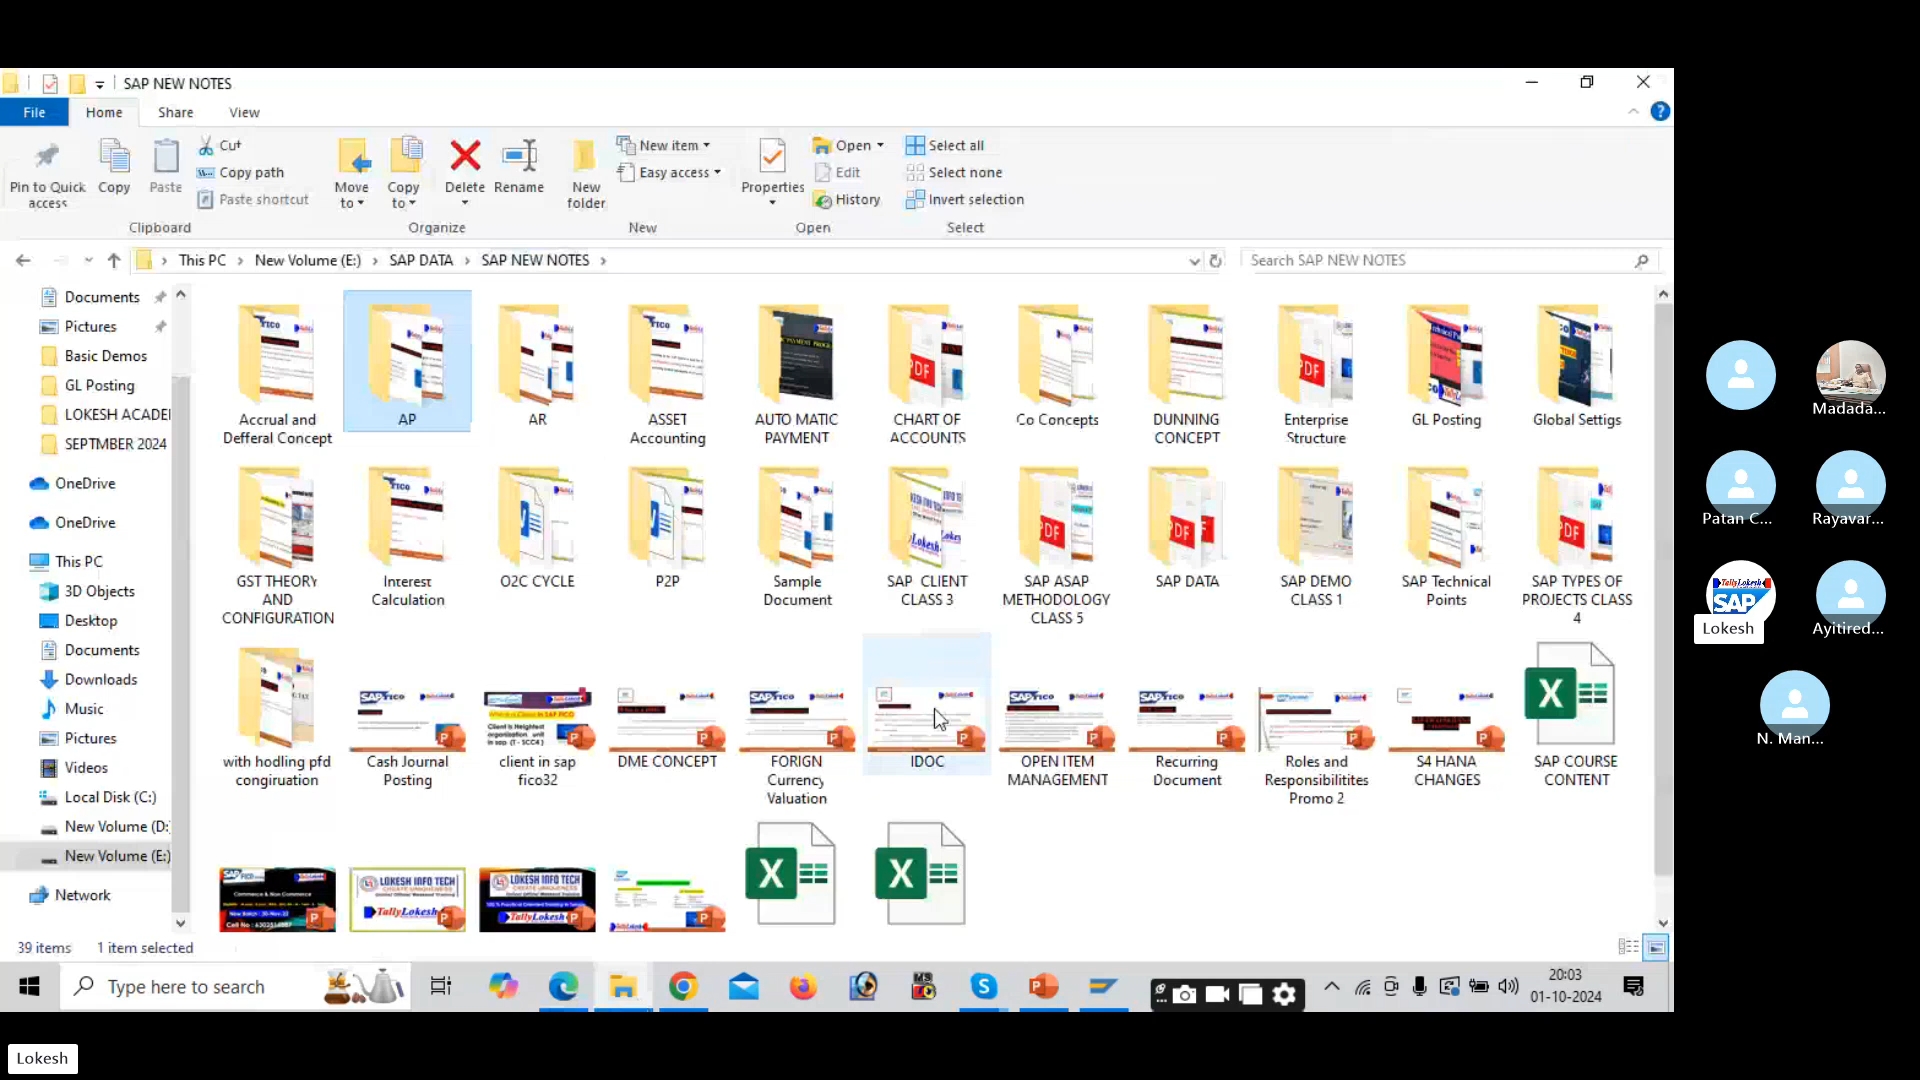 SAP NEW NOTES
File Home Share View
Pin to Quick access
Copy
Paste
Cut
Copy path
Paste shortcut
Move to
Copy to
Delete
Rename
New folder
New item
Easy access
Properties
Open
Edit
History
Select all
Select none
Invert selection
Clipboard Organize New Open Select
This PC > New Volume (E:) > SAP DATA > SAP NEW NOTES >
Search SAP NEW NOTES
Documents
Pictures
Basic Demos
GL Posting
LOKESH ACADEI
SEPTMBER 2024
OneDrive
OneDrive
This PC
3D Objects
Desktop
Documents
Downloads
Music
Pictures
Videos
Local Disk (C:)
New Volume (D:
New Volume (E:)
Network
Accrual and Defferal Concept
AP
AR
ASSET Accounting
AUTO MATIC PAYMENT
CHART OF ACCOUNTS
Co Concepts
DUNNING CONCEPT
Enterprise Structure
GL Posting
Global Settigs
GST THEORY AND CONFIGURATION
Interest Calculation
O2C CYCLE
P2P
Sample Document
SAP CLIENT CLASS 3
SAP ASAP METHODOLOGY CLASS 5
SAP DATA
SAP DEMO CLASS 1
SAP Technical Points
SAP TYPES OF PROJECTS CLASS 4
with hodling pfd congiruation
Cash Journal Posting
client in sap fico32
DME CONCEPT
FORIGN Currency Valuation
IDOC
OPEN ITEM MANAGEMENT
Recurring Document
Roles and Responsibilitites Promo 2
S4 HANA CHANGES
SAP COURSE CONTENT
LOKESH INFO TECH
TallyLokesh
LOKESH INFO TECH
TallyLokesh
39 items 1 item selected
Type here to search
20:03
01-10-2024
Madada...
Patan C...
Rayavar...
SAP
Lokesh
Ayitired...
N. Man...
Lokesh